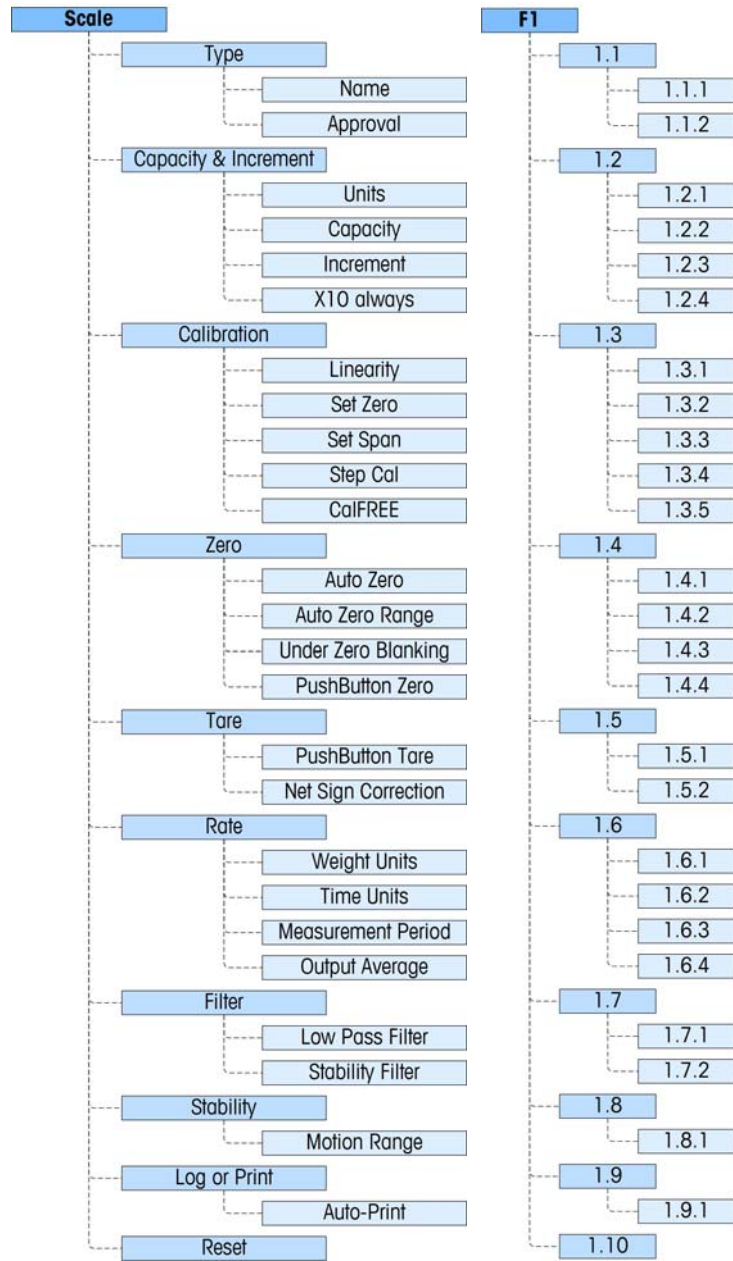 Scale F1
Type 1.1
Name 1.1.1
Approval 1.1.2
Capacity & Increment 1.2
Units 1.2.1
Capacity 1.2.2
Increment 1.2.3
X10 always 1.2.4
Calibration 1.3
Linearity 1.3.1
Set Zero 1.3.2
Set Span 1.3.3
Step Cal 1.3.4
CalFREE 1.3.5
Zero 1.4
Auto Zero 1.4.1
Auto Zero Range 1.4.2
Under Zero Blanking 1.4.3
PushButton Zero 1.4.4
Tare 1.5
PushButton Tare 1.5.1
Net Sign Correction 1.5.2
Rate 1.6
Weight Units 1.6.1
Time Units 1.6.2
Measurement Period 1.6.3
Output Average 1.6.4
Filter 1.7
Low Pass Filter 1.7.1
Stability Filter 1.7.2
Stability 1.8
Motion Range 1.8.1
Log or Print 1.9
Auto-Print 1.9.1
Reset 1.10